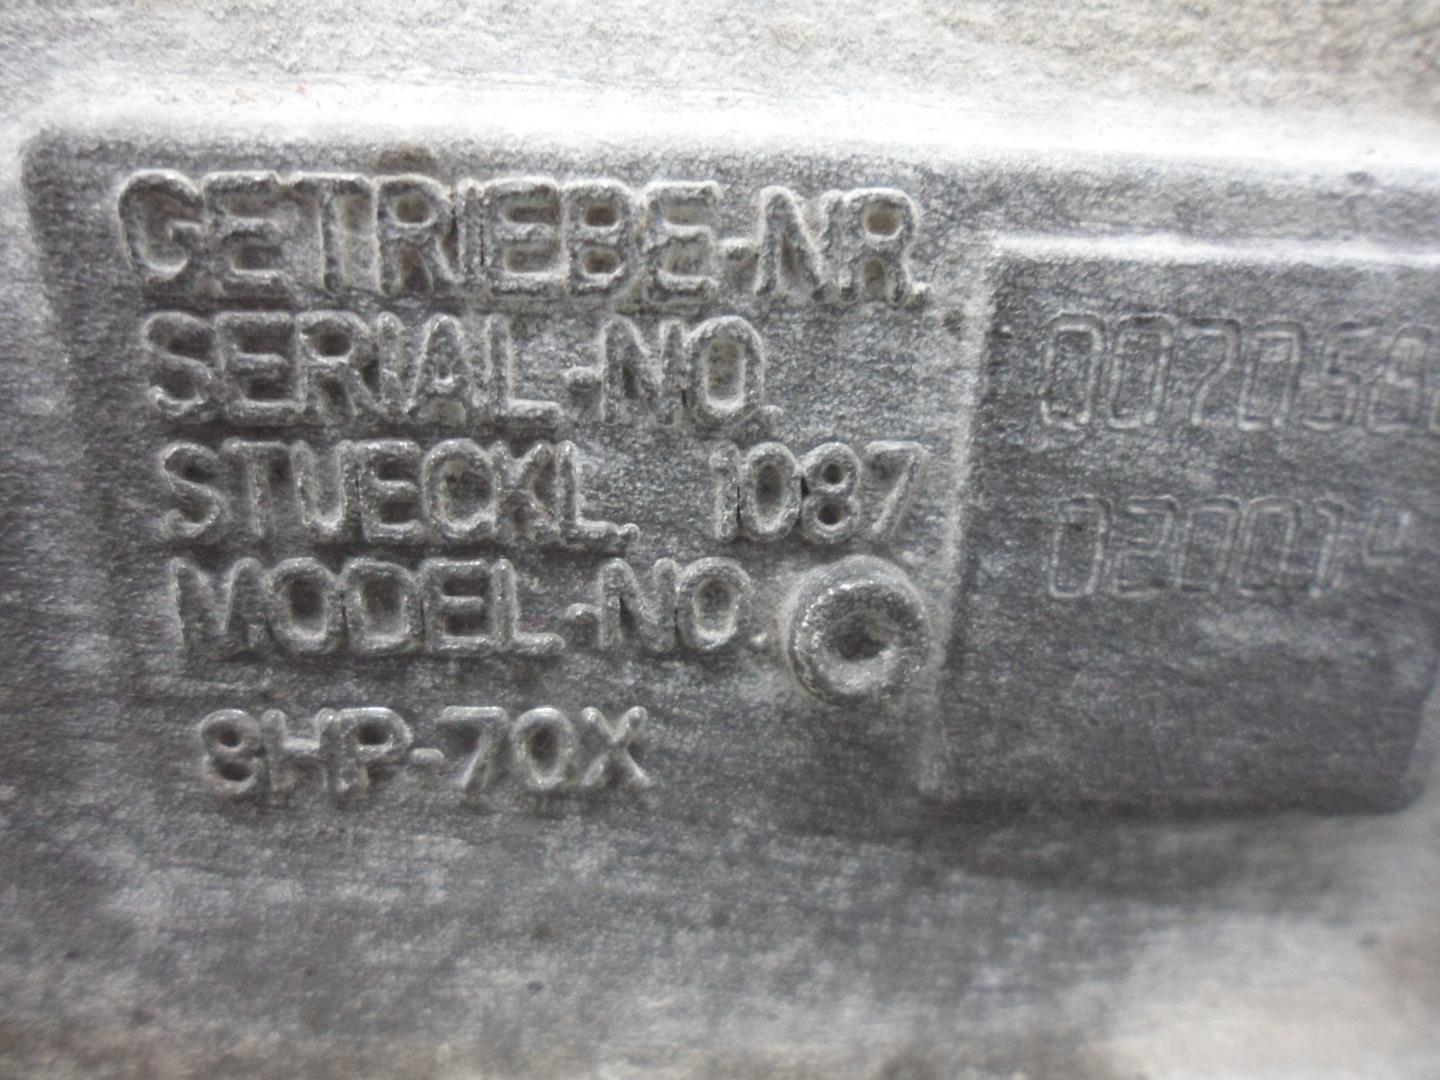 GETRIEBE-NR.
SERIAL-NO.
STUECKL. 1087
MODEL-NO.
8HP-70X